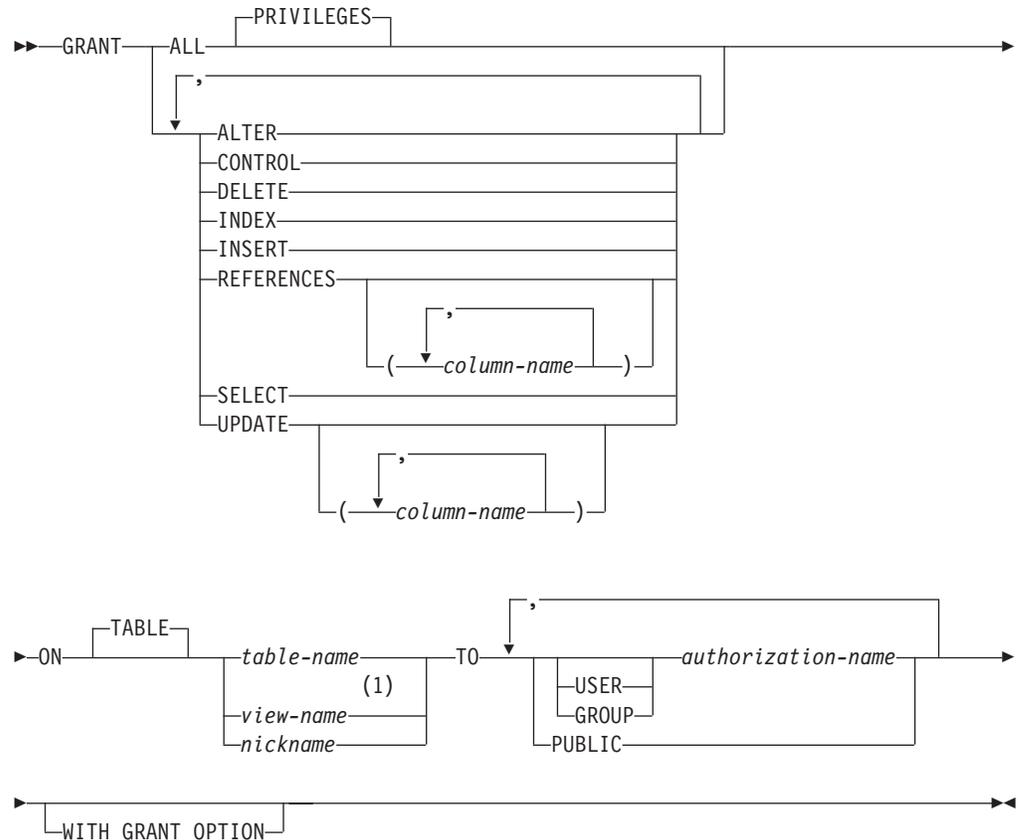 PRIVILEGES
GRANT ALL
,
ALTER
CONTROL
DELETE
INDEX
INSERT
REFERENCES
,
( column-name )
SELECT
UPDATE
,
( column-name )
,
TABLE
ON table-name TO authorization-name
(1) USER
view-name GROUP
nickname PUBLIC
WITH GRANT OPTION